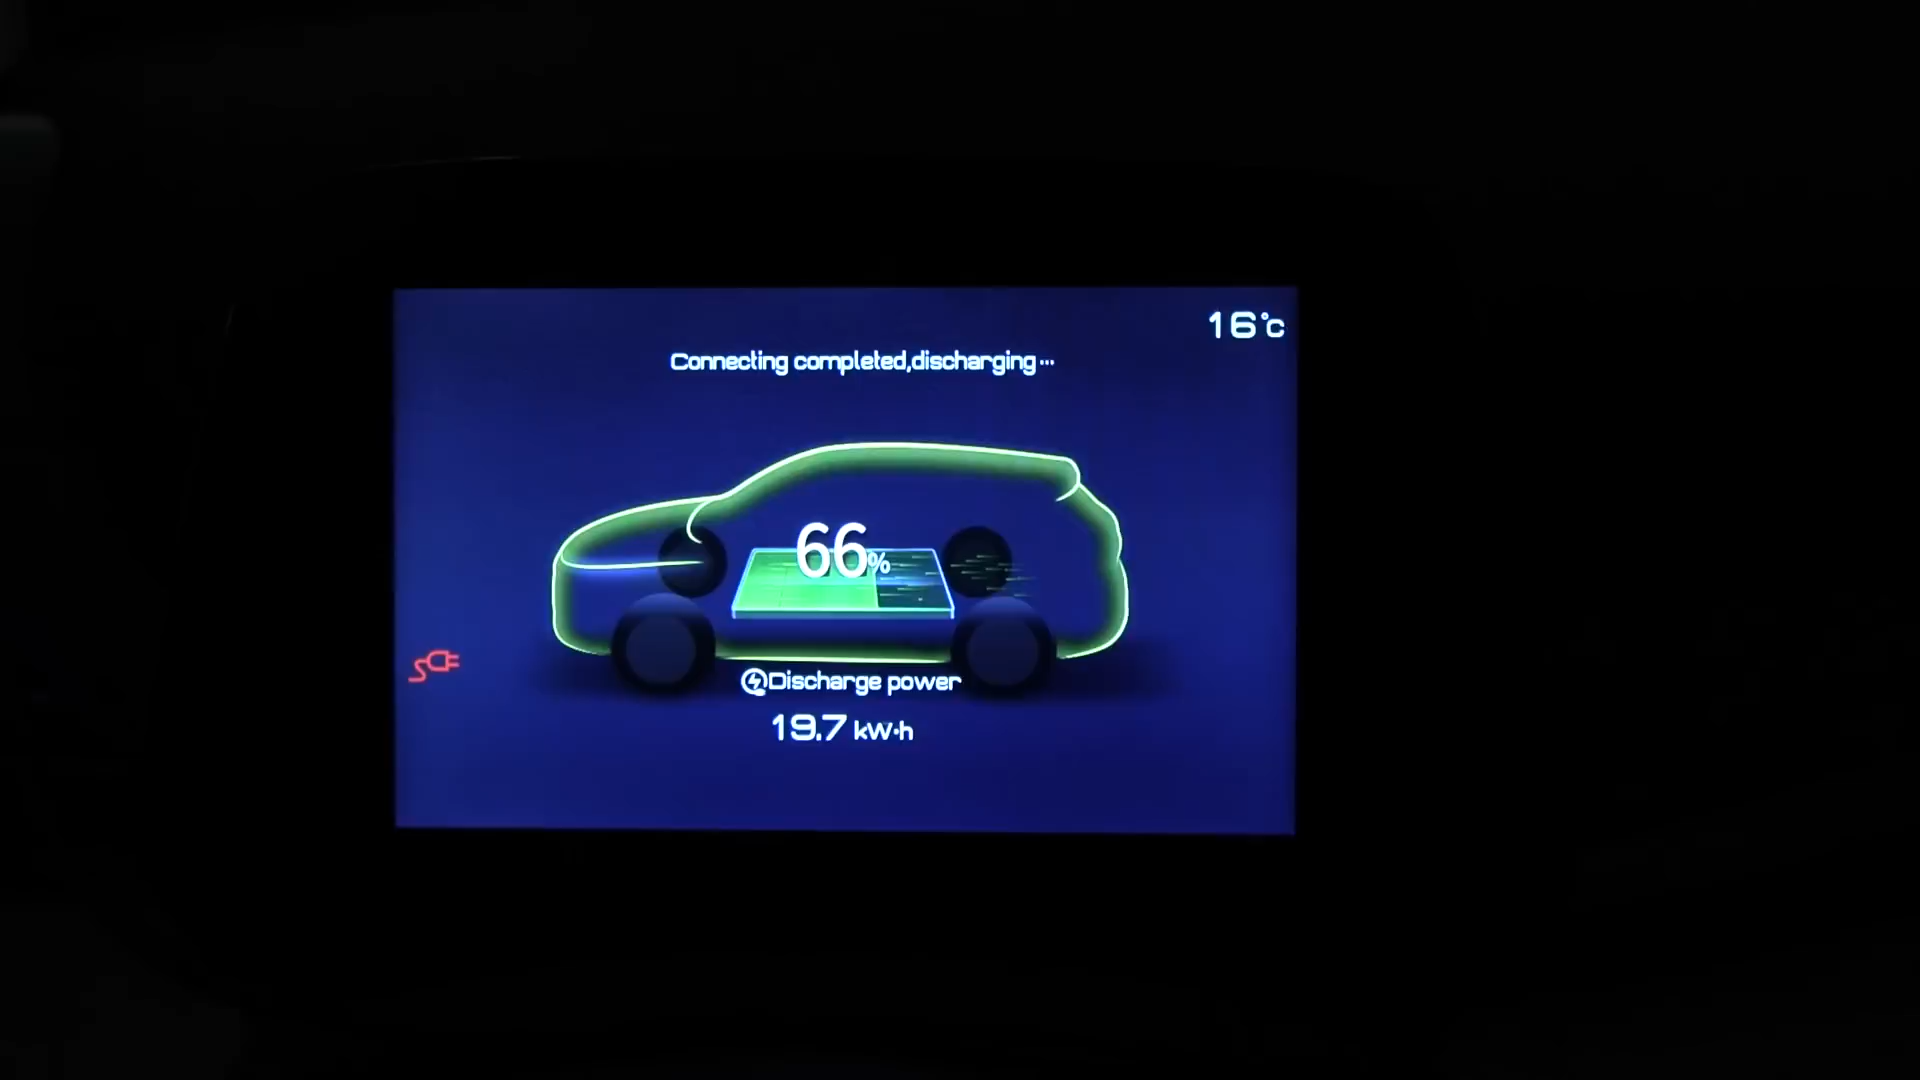 16°C
Connecting completed,discharging···
66%
Discharge power
19.7 kW·h